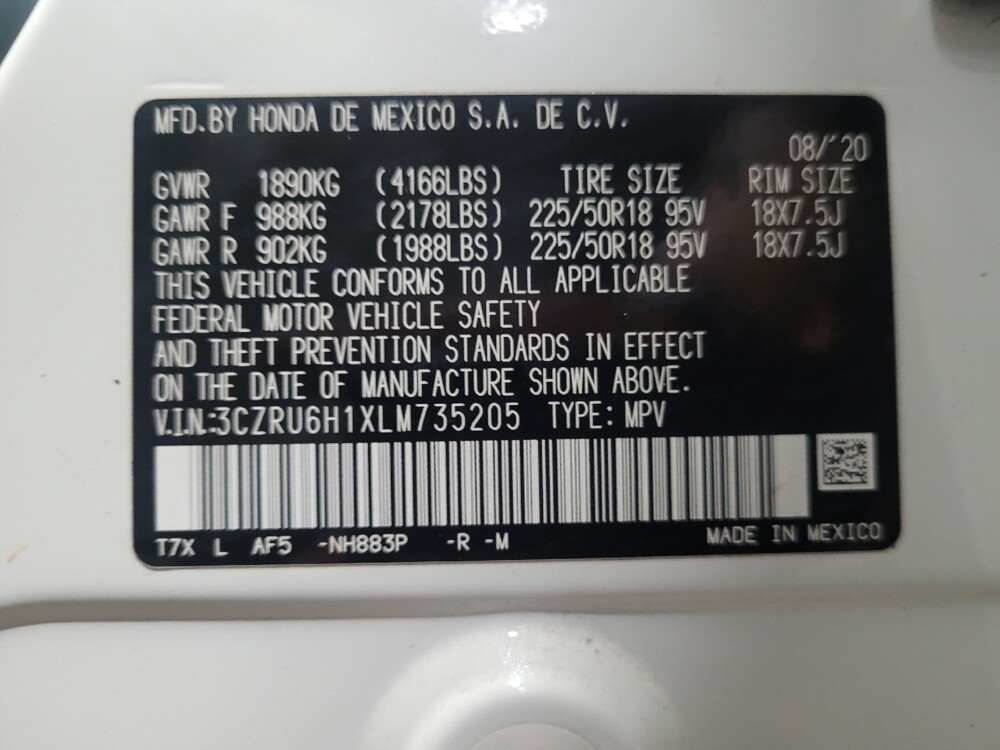 MFD.BY HONDA DE MEXICO S.A. DE C.V.
08/'20
GVWR 1890KG (4166LBS) TIRE SIZE RIM SIZE
GAWR F 988KG (2178LBS) 225/50R18 95V 18X7.5J
GAWR R 902KG (1988LBS) 225/50R18 95V 18X7.5J
THIS VEHICLE CONFORMS TO ALL APPLICABLE
FEDERAL MOTOR VEHICLE SAFETY
AND THEFT PREVENTION STANDARDS IN EFFECT
ON THE DATE OF MANUFACTURE SHOWN ABOVE.
V.I.N.:3CZRU6H1XLM735205 TYPE: MPV
T7X L AF5 -NH883P -R -M MADE IN MEXICO